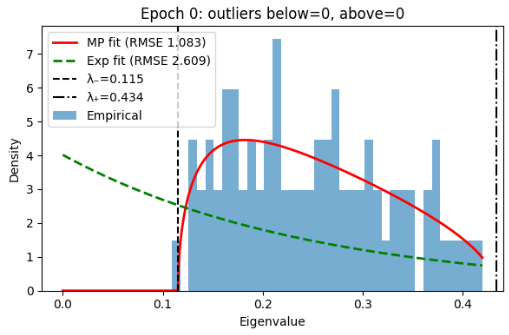 Epoch 0: outliers below=0, above=0
MP fit (RMSE 1.083)
Exp fit (RMSE 2.609)
λ₋=0.115
λ₊=0.434
Empirical
Density
7
6
5
4
3
2
1
0
0.0 0.1 0.2 0.3 0.4
Eigenvalue